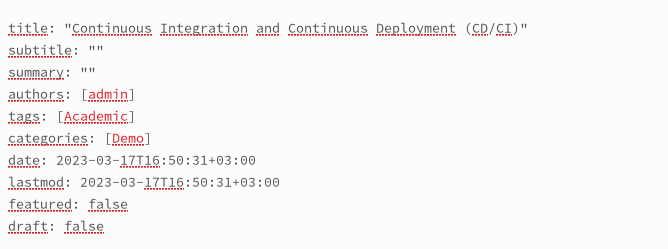 title: "Continuous Integration and Continuous Deployment (CD/CI)"
subtitle: ""
summary: ""
authors: [admin]
tags: [Academic]
categories: [Demo]
date: 2023-03-17T16:50:31+03:00
lastmod: 2023-03-17T16:50:31+03:00
featured: false
draft: false